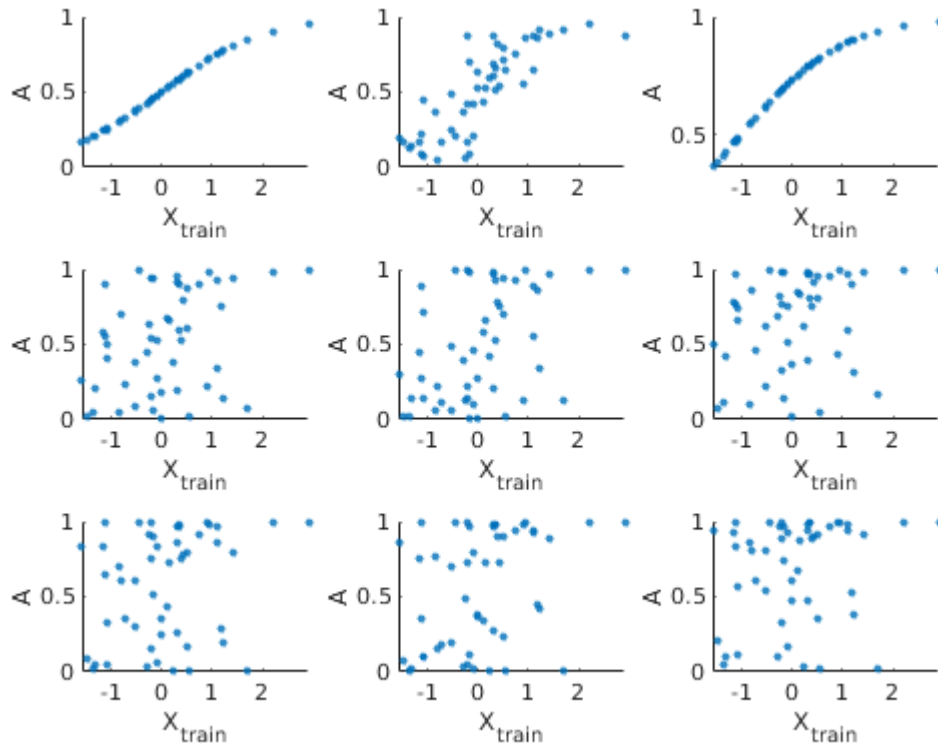 1 1 1
A 0.5 A 0.5 A
0.5
0 0
-1 0 1 2 -1 0 1 2 -1 0 1 2
X_train X_train X_train
1 1 1
A 0.5 A 0.5 A 0.5
0 0 0
-1 0 1 2 -1 0 1 2 -1 0 1 2
X_train X_train X_train
1 1 1
A 0.5 A 0.5 A 0.5
0 0 0
-1 0 1 2 -1 0 1 2 -1 0 1 2
X_train X_train X_train